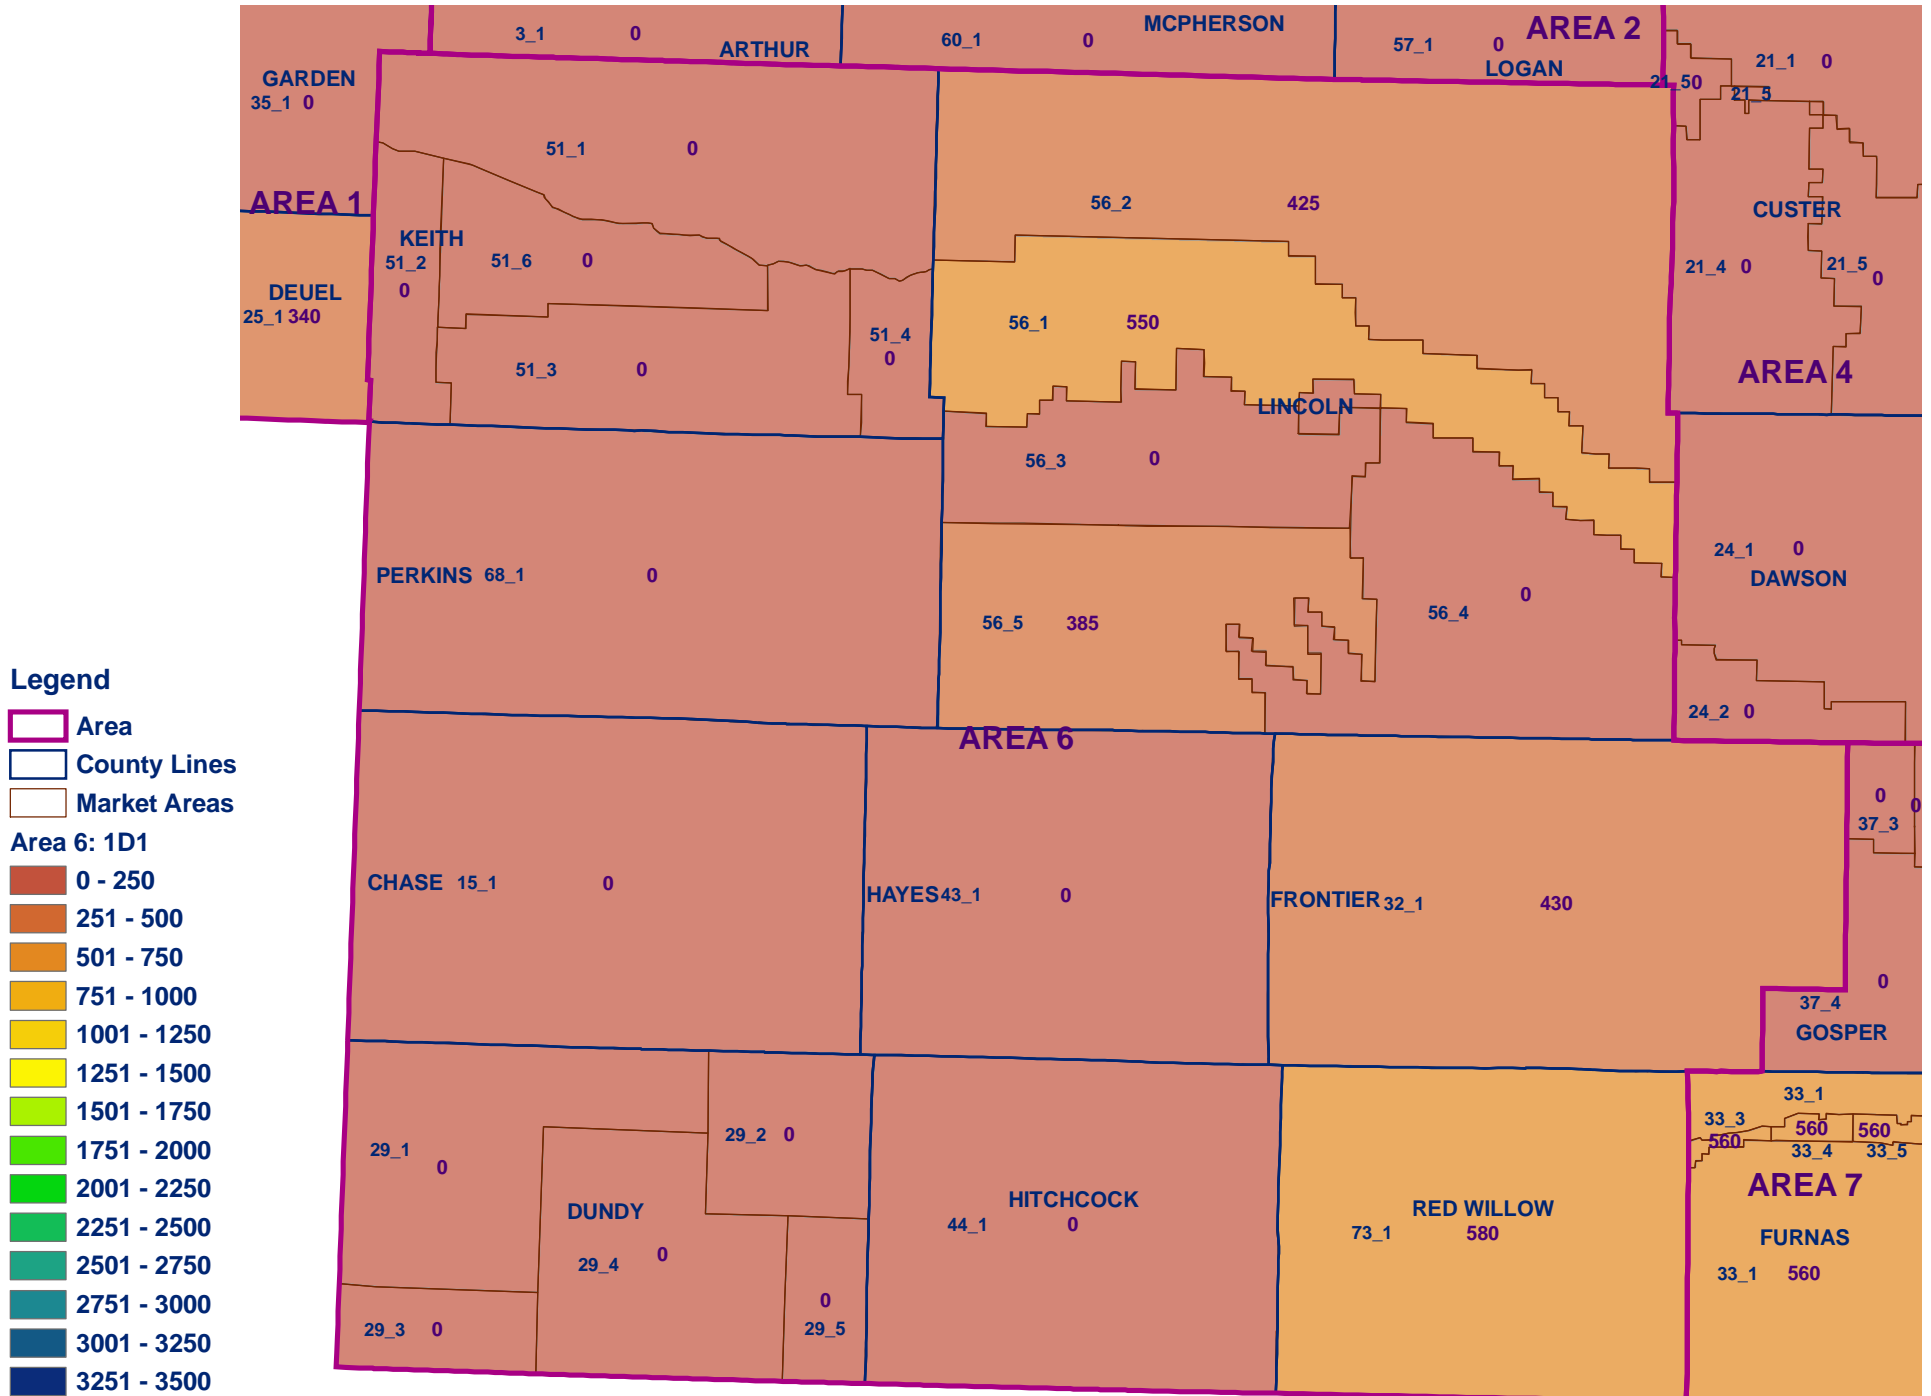 3_1 0
ARTHUR
60_1 0
MCPHERSON
57_1 0
AREA 2
LOGAN
GARDEN
35_1 0
21_1 0
21_50
21_5
51_1 0
AREA 1
56_2 425
CUSTER
KEITH
51_2
0
51_6 0
21_4 0
21_5
0
DEUEL
25_1 340
56_1 550
51_4
0
51_3 0
AREA 4
LINCOLN
56_3 0
PERKINS 68_1 0
24_1 0
DAWSON
56_5 385
56_4
0
24_2 0
AREA 6
0 0
37_3
CHASE 15_1 0
HAYES 43_1 0
FRONTIER 32_1 430
0
37_4
GOSPER
33_1
33_3
560
560
560
33_4
33_5
29_1
0
29_2 0
AREA 7
DUNDY
29_4 0
HITCHCOCK
44_1 0
RED WILLOW
73_1 580
FURNAS
33_1 560
29_3 0
0
29_5
Legend
Area
County Lines
Market Areas
Area 6: 1D1
0 - 250
251 - 500
501 - 750
751 - 1000
1001 - 1250
1251 - 1500
1501 - 1750
1751 - 2000
2001 - 2250
2251 - 2500
2501 - 2750
2751 - 3000
3001 - 3250
3251 - 3500